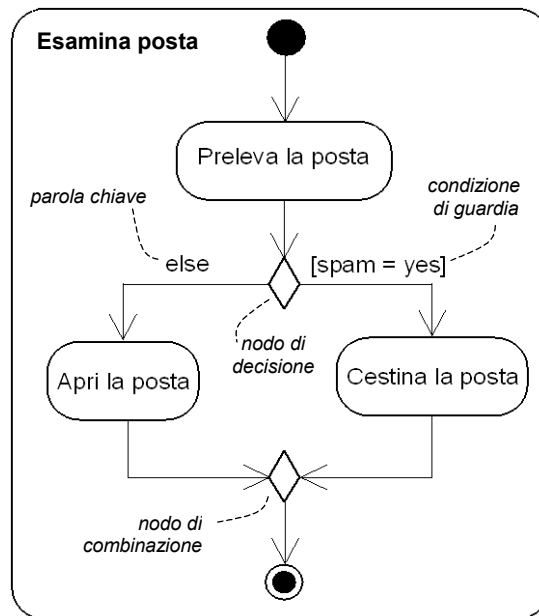 Esamina posta
Preleva la posta
parola chiave
condizione
di guardia
else
[spam = yes]
nodo di
decisione
Apri la posta
Cestina la posta
nodo di
combinazione